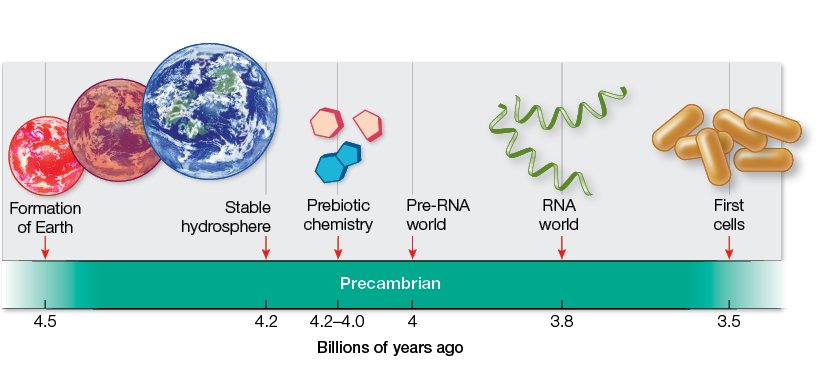 Formation
of Earth
Stable
hydrosphere
Prebiotic
chemistry
Pre-RNA
world
RNA
world
First
cells
Precambrian
4.5
4.2
4.2–4.0
4
3.8
3.5
Billions of years ago